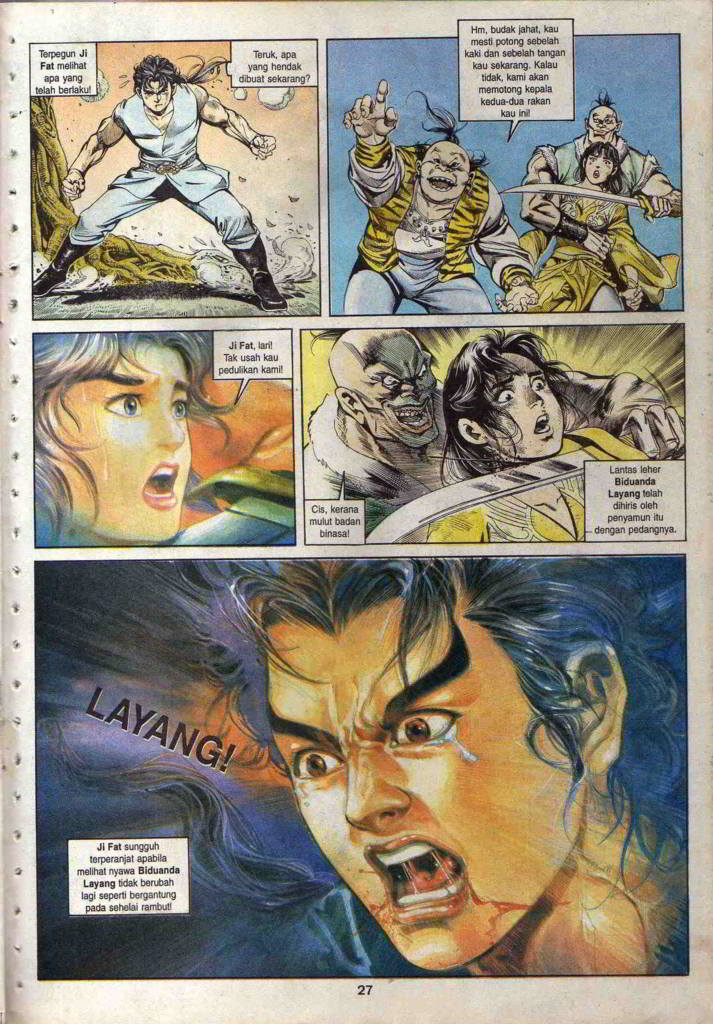 Terpegun Ji
Fat melihat
apa yang
telah berlaku!
Teruk, apa
yang hendak
dibuat sekarang?
Hm, budak jahat, kau
mesti potong sebelah
kaki dan sebelah tangan
kau sekarang. Kalau
tidak, kami akan
memotong kepala
kedua-dua rakan
kau ini!
Ji Fat, lari!
Tak usah kau
pedulikan kami!
Cis, kerana
mulut badan
binasa!
Lantas leher
Biduanda
Layang telah
dihiris oleh
penyamun itu
dengan pedangnya.
LAYANG!
Ji Fat sungguh
terperanjat apabila
melihat nyawa Biduanda
Layang tidak berubah
lagi seperti bergantung
pada sehelai rambut!
27